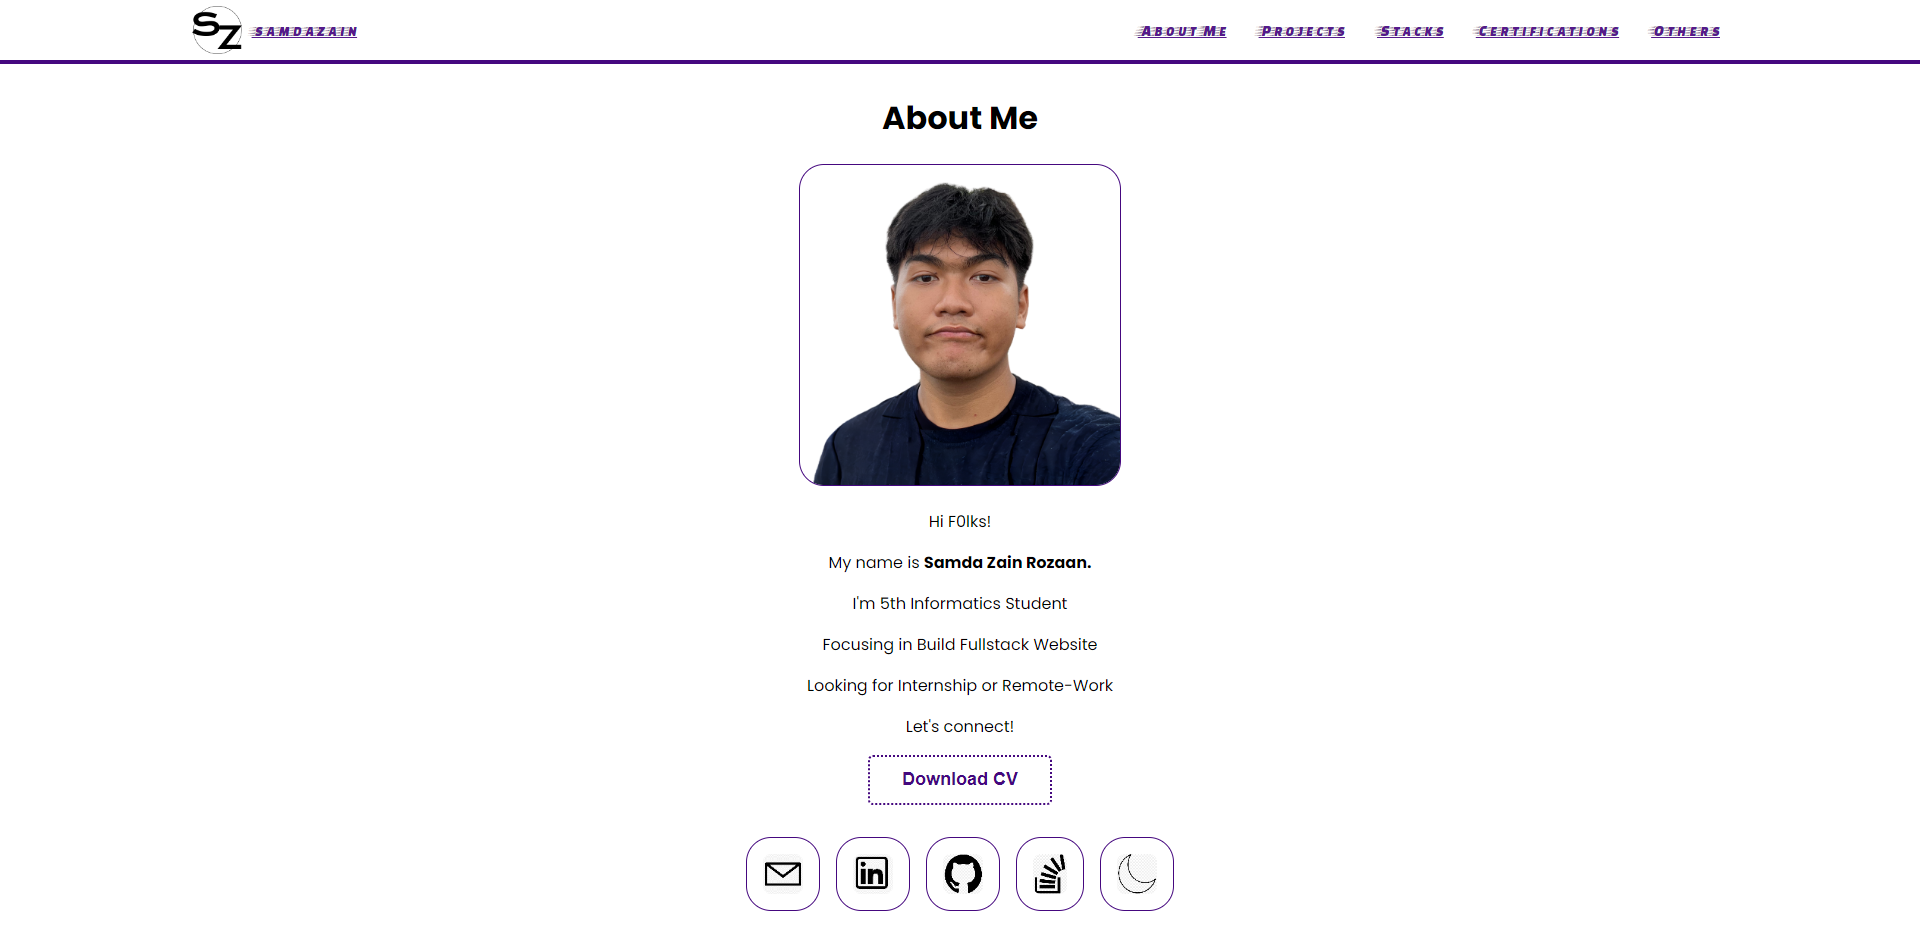 SZ SAMDAZAIN About Me Projects Stacks Certifications Others
About Me
Hi F0lks!
My name is Samda Zain Rozaan.
I'm 5th Informatics Student
Focusing in Build Fullstack Website
Looking for Internship or Remote-Work
Let's connect!
Download CV
in